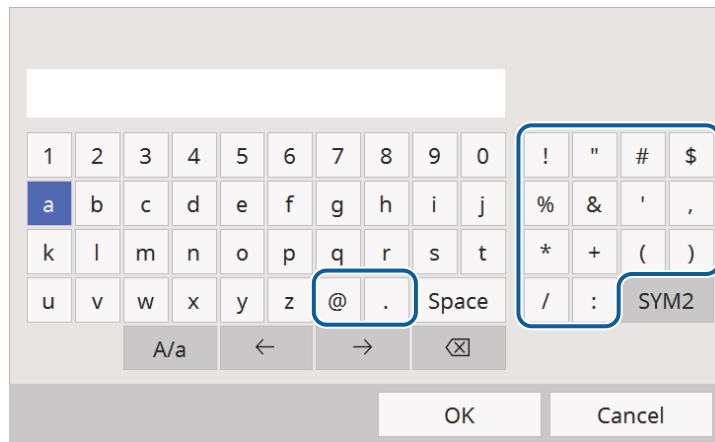 1 2 3 4 5 6 7 8 9 0 ! " # $
a b c d e f g h i j % & ' ,
k l m n o p q r s t * + ( )
u v w x y z @ . Space / : SYM2
A/a ← → ⌫
OK Cancel